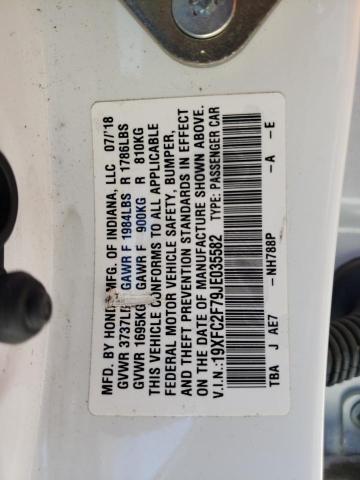 MFD. BY HONDA MFG. OF INDIANA, LLC 07/'18
GVWR 3737LBS GAWR F 1984LBS R 1786LBS
GVWR 1695KG GAWR F 900KG R 810KG
THIS VEHICLE CONFORMS TO ALL APPLICABLE
FEDERAL MOTOR VEHICLE SAFETY, BUMPER,
AND THEFT PREVENTION STANDARDS IN EFFECT
ON THE DATE OF MANUFACTURE SHOWN ABOVE.
V.I.N.:19XFC2F79JE035582 TYPE: PASSENGER CAR
TBA J AE7 -NH788P -A -E